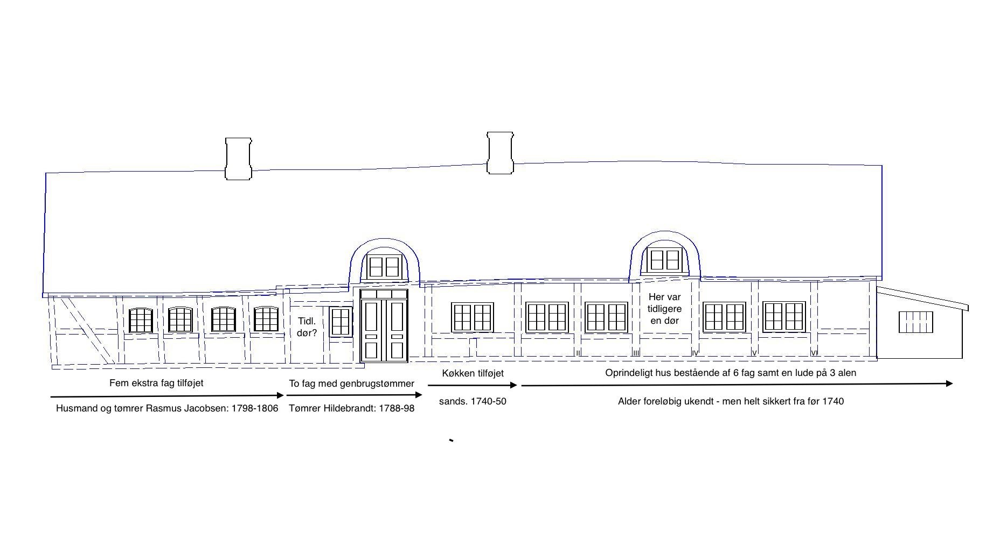 Her var
tidligere
en dør
Tidl.
dør?
II
III
IV
V
VI
Fem ekstra fag tilføjet
Husmand og tømrer Rasmus Jacobsen: 1798-1806
To fag med genbrugstømmer
Tømrer Hildebrandt: 1788-98
Køkken tilføjet
sands. 1740-50
Oprindeligt hus bestående af 6 fag samt en lude på 3 alen
Alder foreløbig ukendt - men helt sikkert fra før 1740